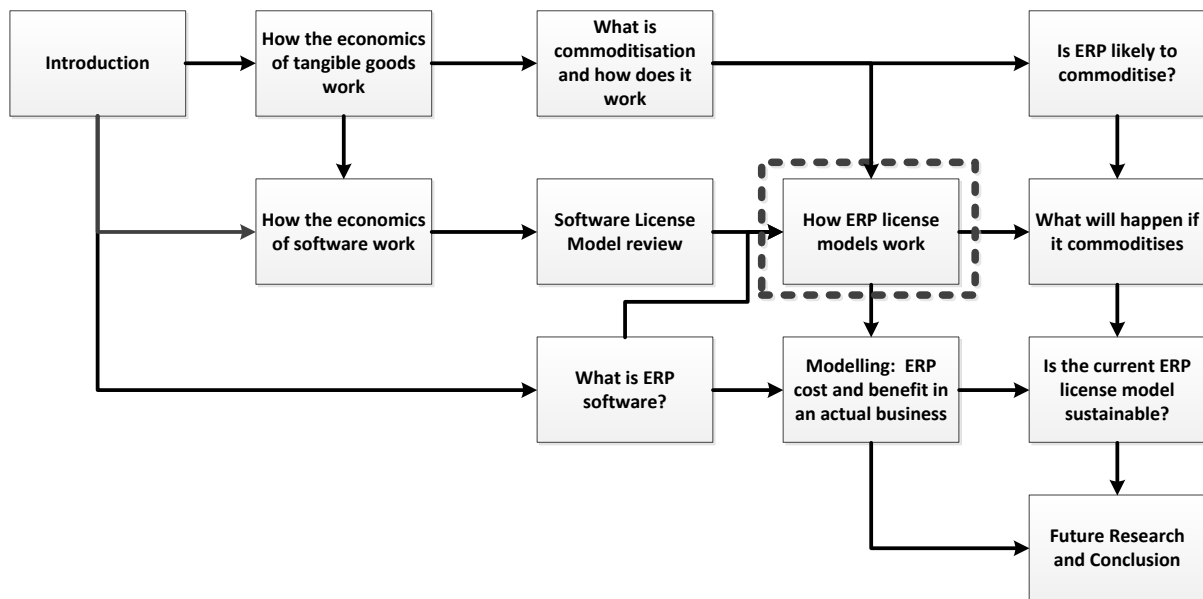 Introduction
How the economics
of tangible goods
work
What is
commoditisation
and how does it
work
Is ERP likely to
commoditise?
How the economics
of software work
Software License
Model review
How ERP license
models work
What will happen if
it commoditises
What is ERP
software?
Modelling:  ERP
cost and benefit in
an actual business
Is the current ERP
license model
sustainable?
Future Research
and Conclusion